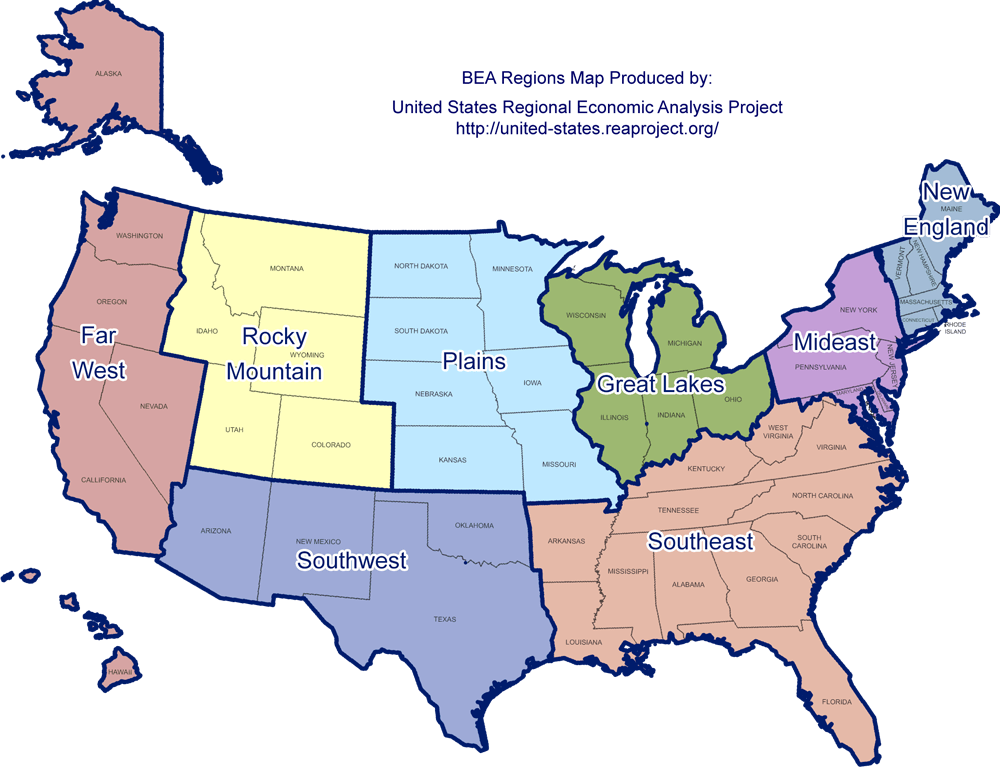 ALASKA
BEA Regions Map Produced by:
United States Regional Economic Analysis Project
http://united-states.reaproject.org/
New
MAINE
England
WASHINGTON
VERMONT
NEW HAMPSHIRE
MONTANA
NORTH DAKOTA
MINNESOTA
OREGON
MASSACHUSETTS
NEW YORK
WISCONSIN
CONNECTICUT
RHODE
ISLAND
IDAHO
SOUTH DAKOTA
Far
West
Rocky
Mountain
WYOMING
MICHIGAN
Mideast
Plains
PENNSYLVANIA
NEW JERSEY
IOWA
Great Lakes
NEBRASKA
MARYLAND
NEVADA
OHIO
ILLINOIS
INDIANA
UTAH
COLORADO
WEST
VIRGINIA
VIRGINIA
KANSAS
MISSOURI
KENTUCKY
CALLIFORNIA
NORTH CAROLINA
TENNESSEE
OKLAHOMA
ARIZONA
NEW MEXICO
ARKANSAS
Southeast
SOUTH
CAROLINA
Southwest
MISSISSIPPI
ALABAMA
GEORGIA
TEXAS
LOUISIANA
HAWAII
FLORIDA